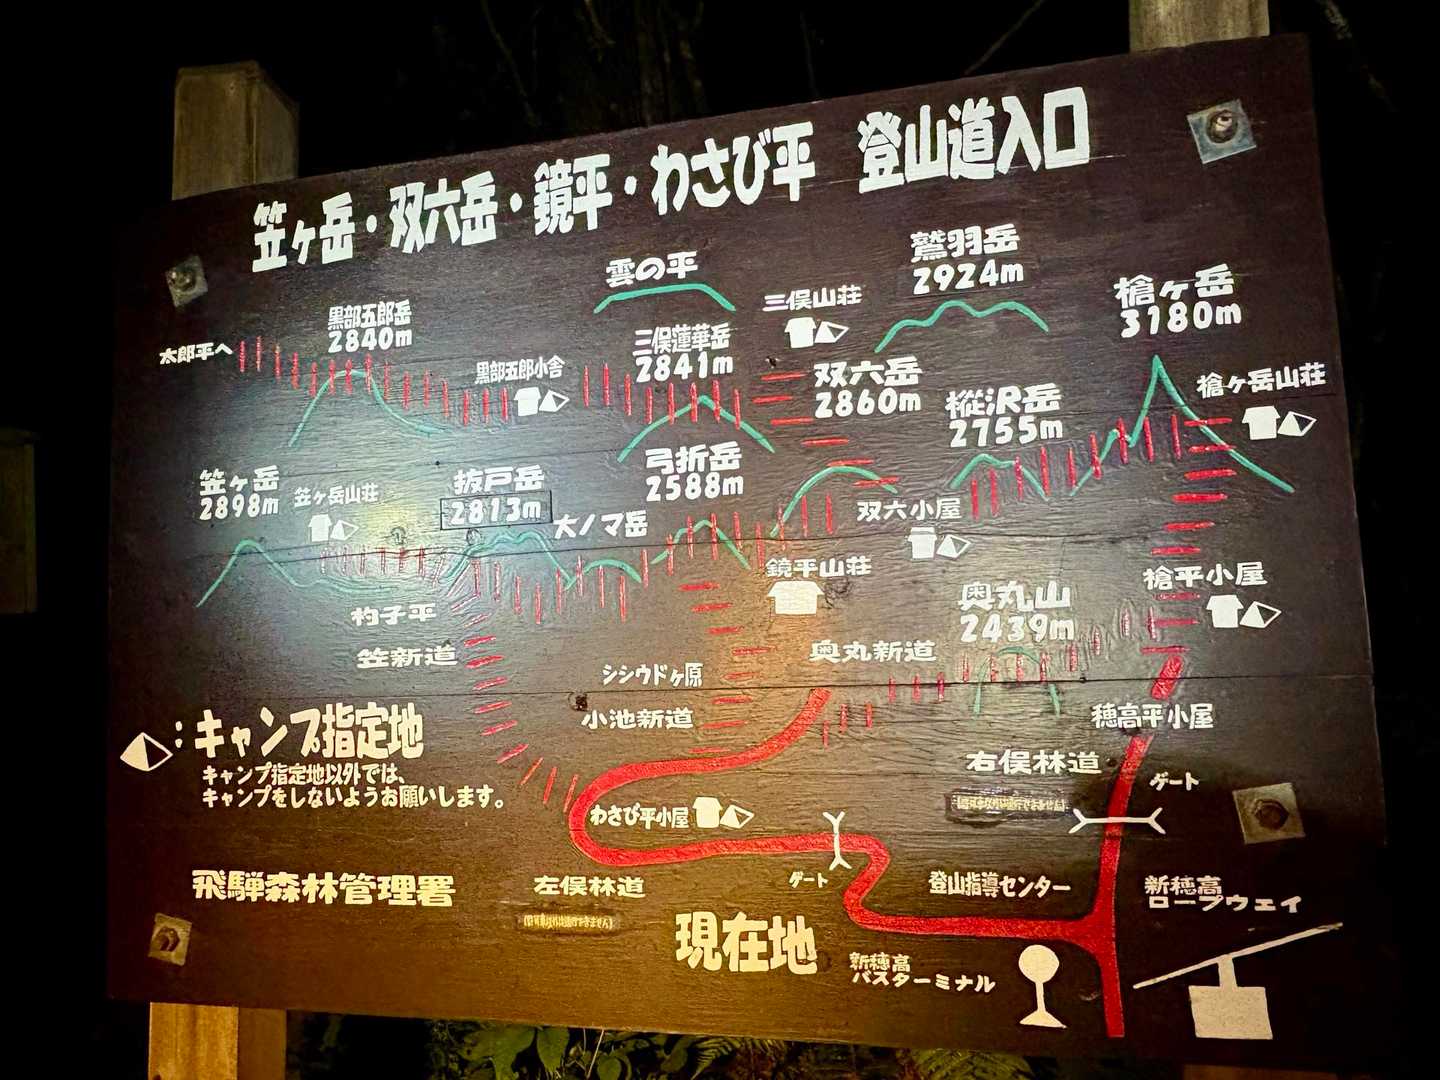 笠ヶ岳・双六岳・鏡平・わさび平 登山道入口
雲の平
鷲羽岳
2924m
三俣山荘
槍ヶ岳
3180m
黒部五郎岳
2840m
太郎平へ
黒部五郎小舎
三俣蓮華岳
2841m
双六岳
2860m
樅沢岳
2755m
槍ヶ岳山荘
笠ヶ岳
2898m
笠ヶ岳山荘
抜戸岳
2813m
大ノマ岳
弓折岳
2588m
双六小屋
鏡平山荘
槍平小屋
奥丸山
2439m
杓子平
笠新道
奥丸新道
シシウドヶ原
小池新道
穂高平小屋
:キャンプ指定地
キャンプ指定地以外では、
キャンプをしないようお願いします。
右俣林道
ゲート
わさび平小屋
ゲート
飛騨森林管理署
左俣林道
登山指導センター
新穂高
ロープウェイ
現在地
新穂高
バスターミナル